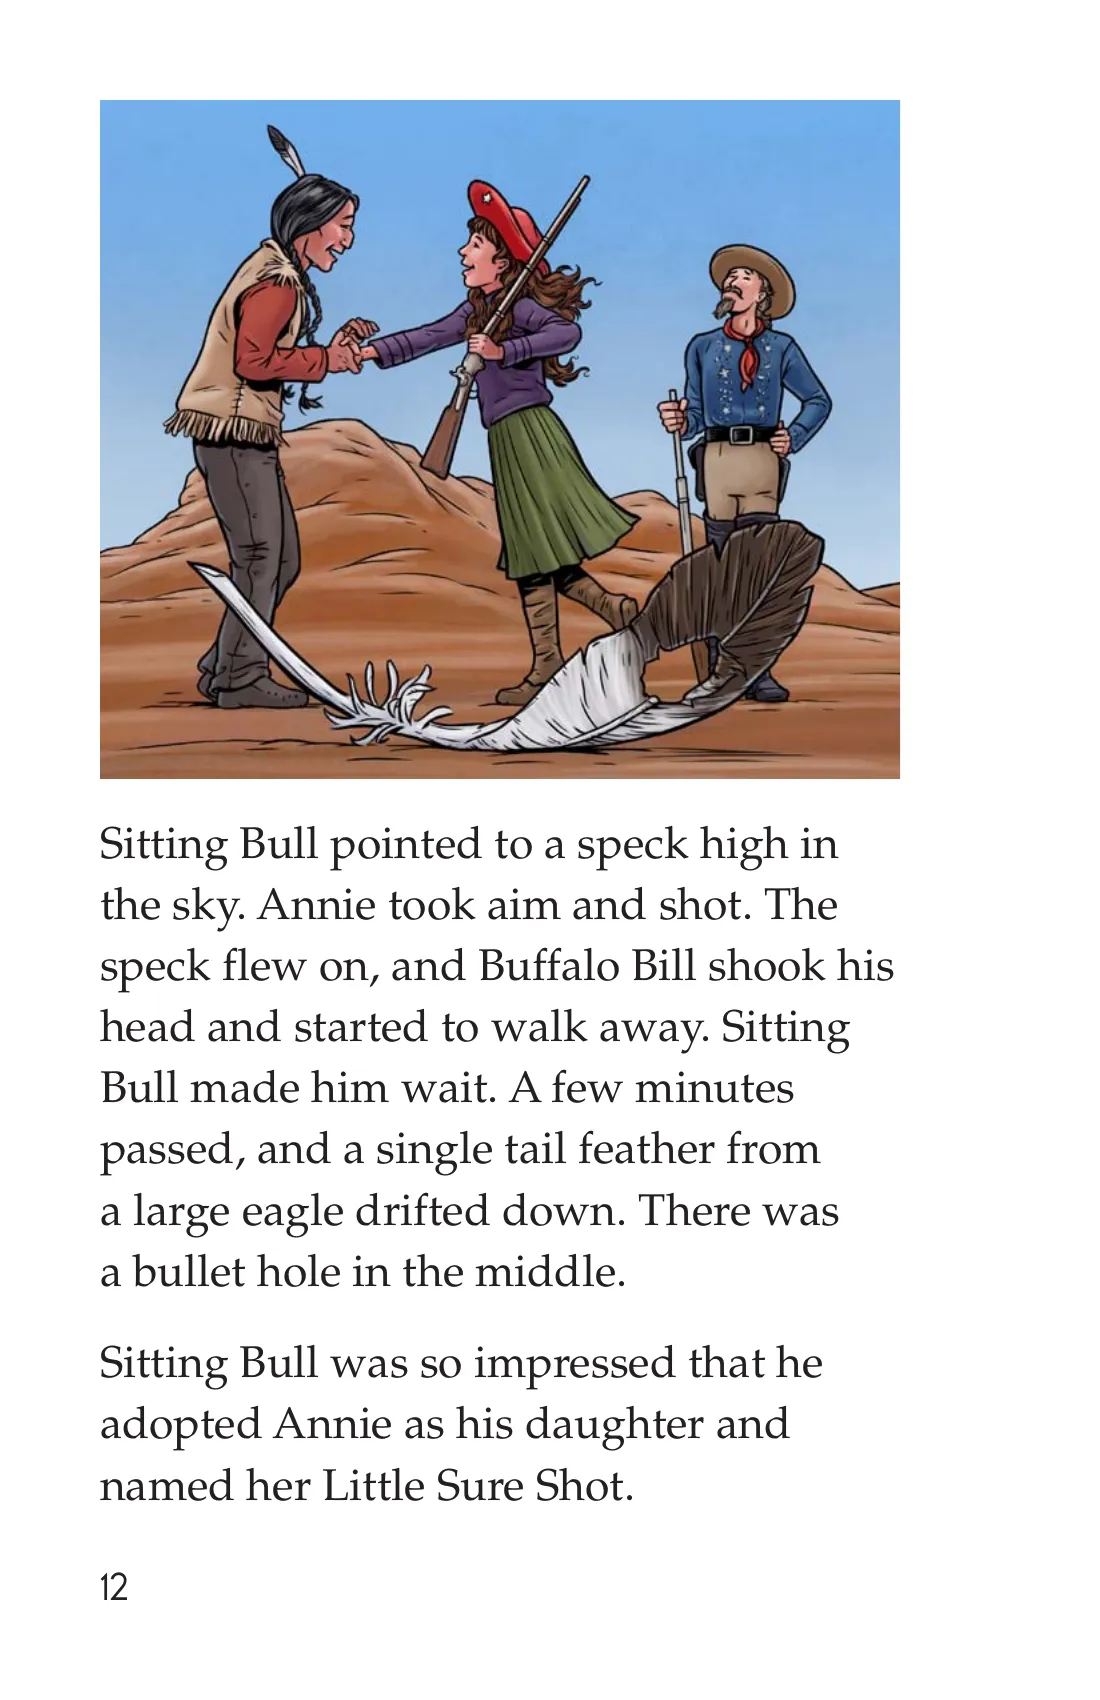 Sitting Bull pointed to a speck high in
the sky. Annie took aim and shot. The
speck flew on, and Buffalo Bill shook his
head and started to walk away. Sitting
Bull made him wait. A few minutes
passed, and a single tail feather from
a large eagle drifted down. There was
a bullet hole in the middle.
Sitting Bull was so impressed that he
adopted Annie as his daughter and
named her Little Sure Shot.
12